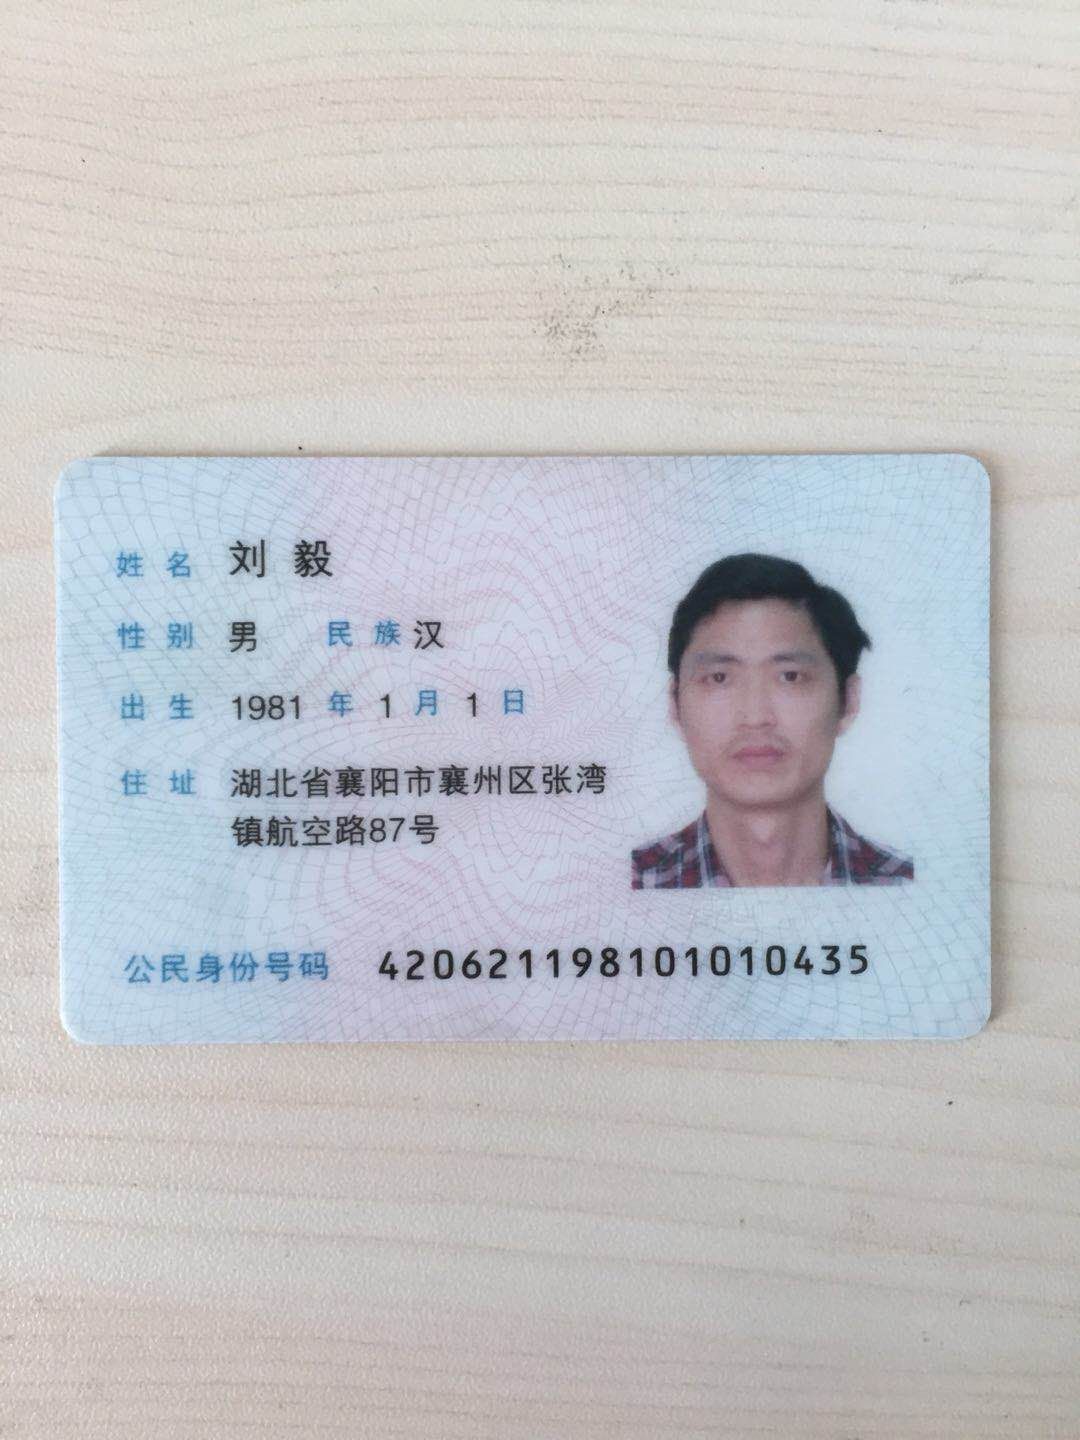 姓名 刘毅
性别 男 民族 汉
出生 1981 年 1 月 1 日
住址 湖北省襄阳市襄州区张湾
镇航空路87号
公民身份号码 420621198101010435